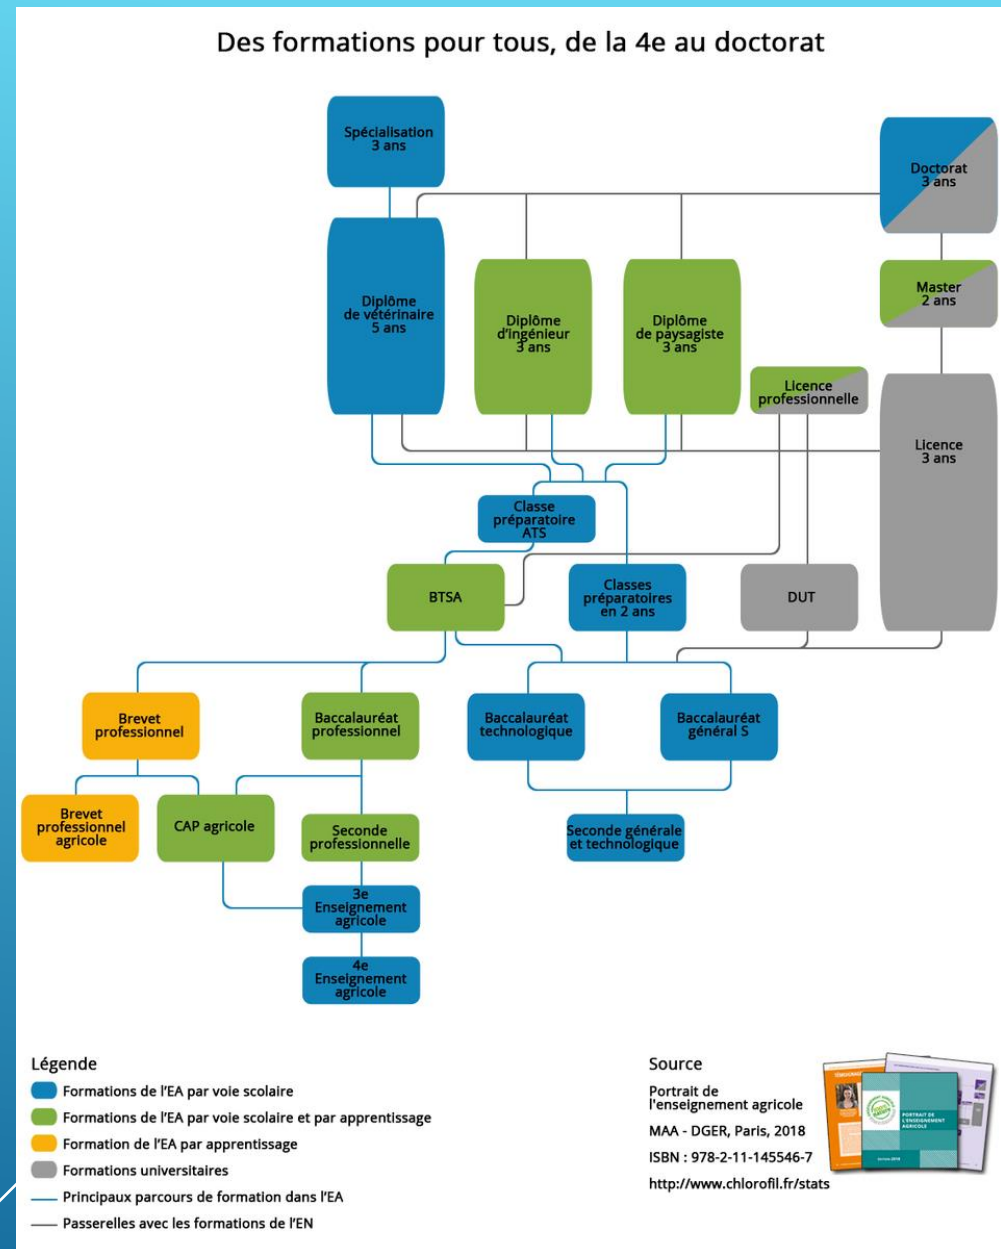 Des formations pour tous, de la 4e au doctorat
Spécialisation
3 ans
Doctorat
3 ans
Master
2 ans
Diplôme
de vétérinaire
5 ans
Diplôme
d'ingénieur
3 ans
Diplôme
de paysagiste
3 ans
Licence
professionnelle
Licence
3 ans
Classe
préparatoire
ATS
BTSA
Classes
préparatoires
en 2 ans
DUT
Brevet
professionnel
Baccalauréat
professionnel
Baccalauréat
technologique
Baccalauréat
général S
Brevet
professionnel
agricole
CAP agricole
Seconde
professionnelle
Seconde générale
et technologique
3e
Enseignement
agricole
4e
Enseignement
agricole
Légende
Formations de l'EA par voie scolaire
Formations de l'EA par voie scolaire et par apprentissage
Formation de l'EA par apprentissage
Formations universitaires
Principaux parcours de formation dans l'EA
Passerelles avec les formations de l'EN
Source
Portrait de
l'enseignement agricole
MAA - DGER, Paris, 2018
ISBN : 978-2-11-145546-7
http://www.chlorofil.fr/stats
PORTRAIT DE
L'ENSEIGNEMENT
AGRICOLE